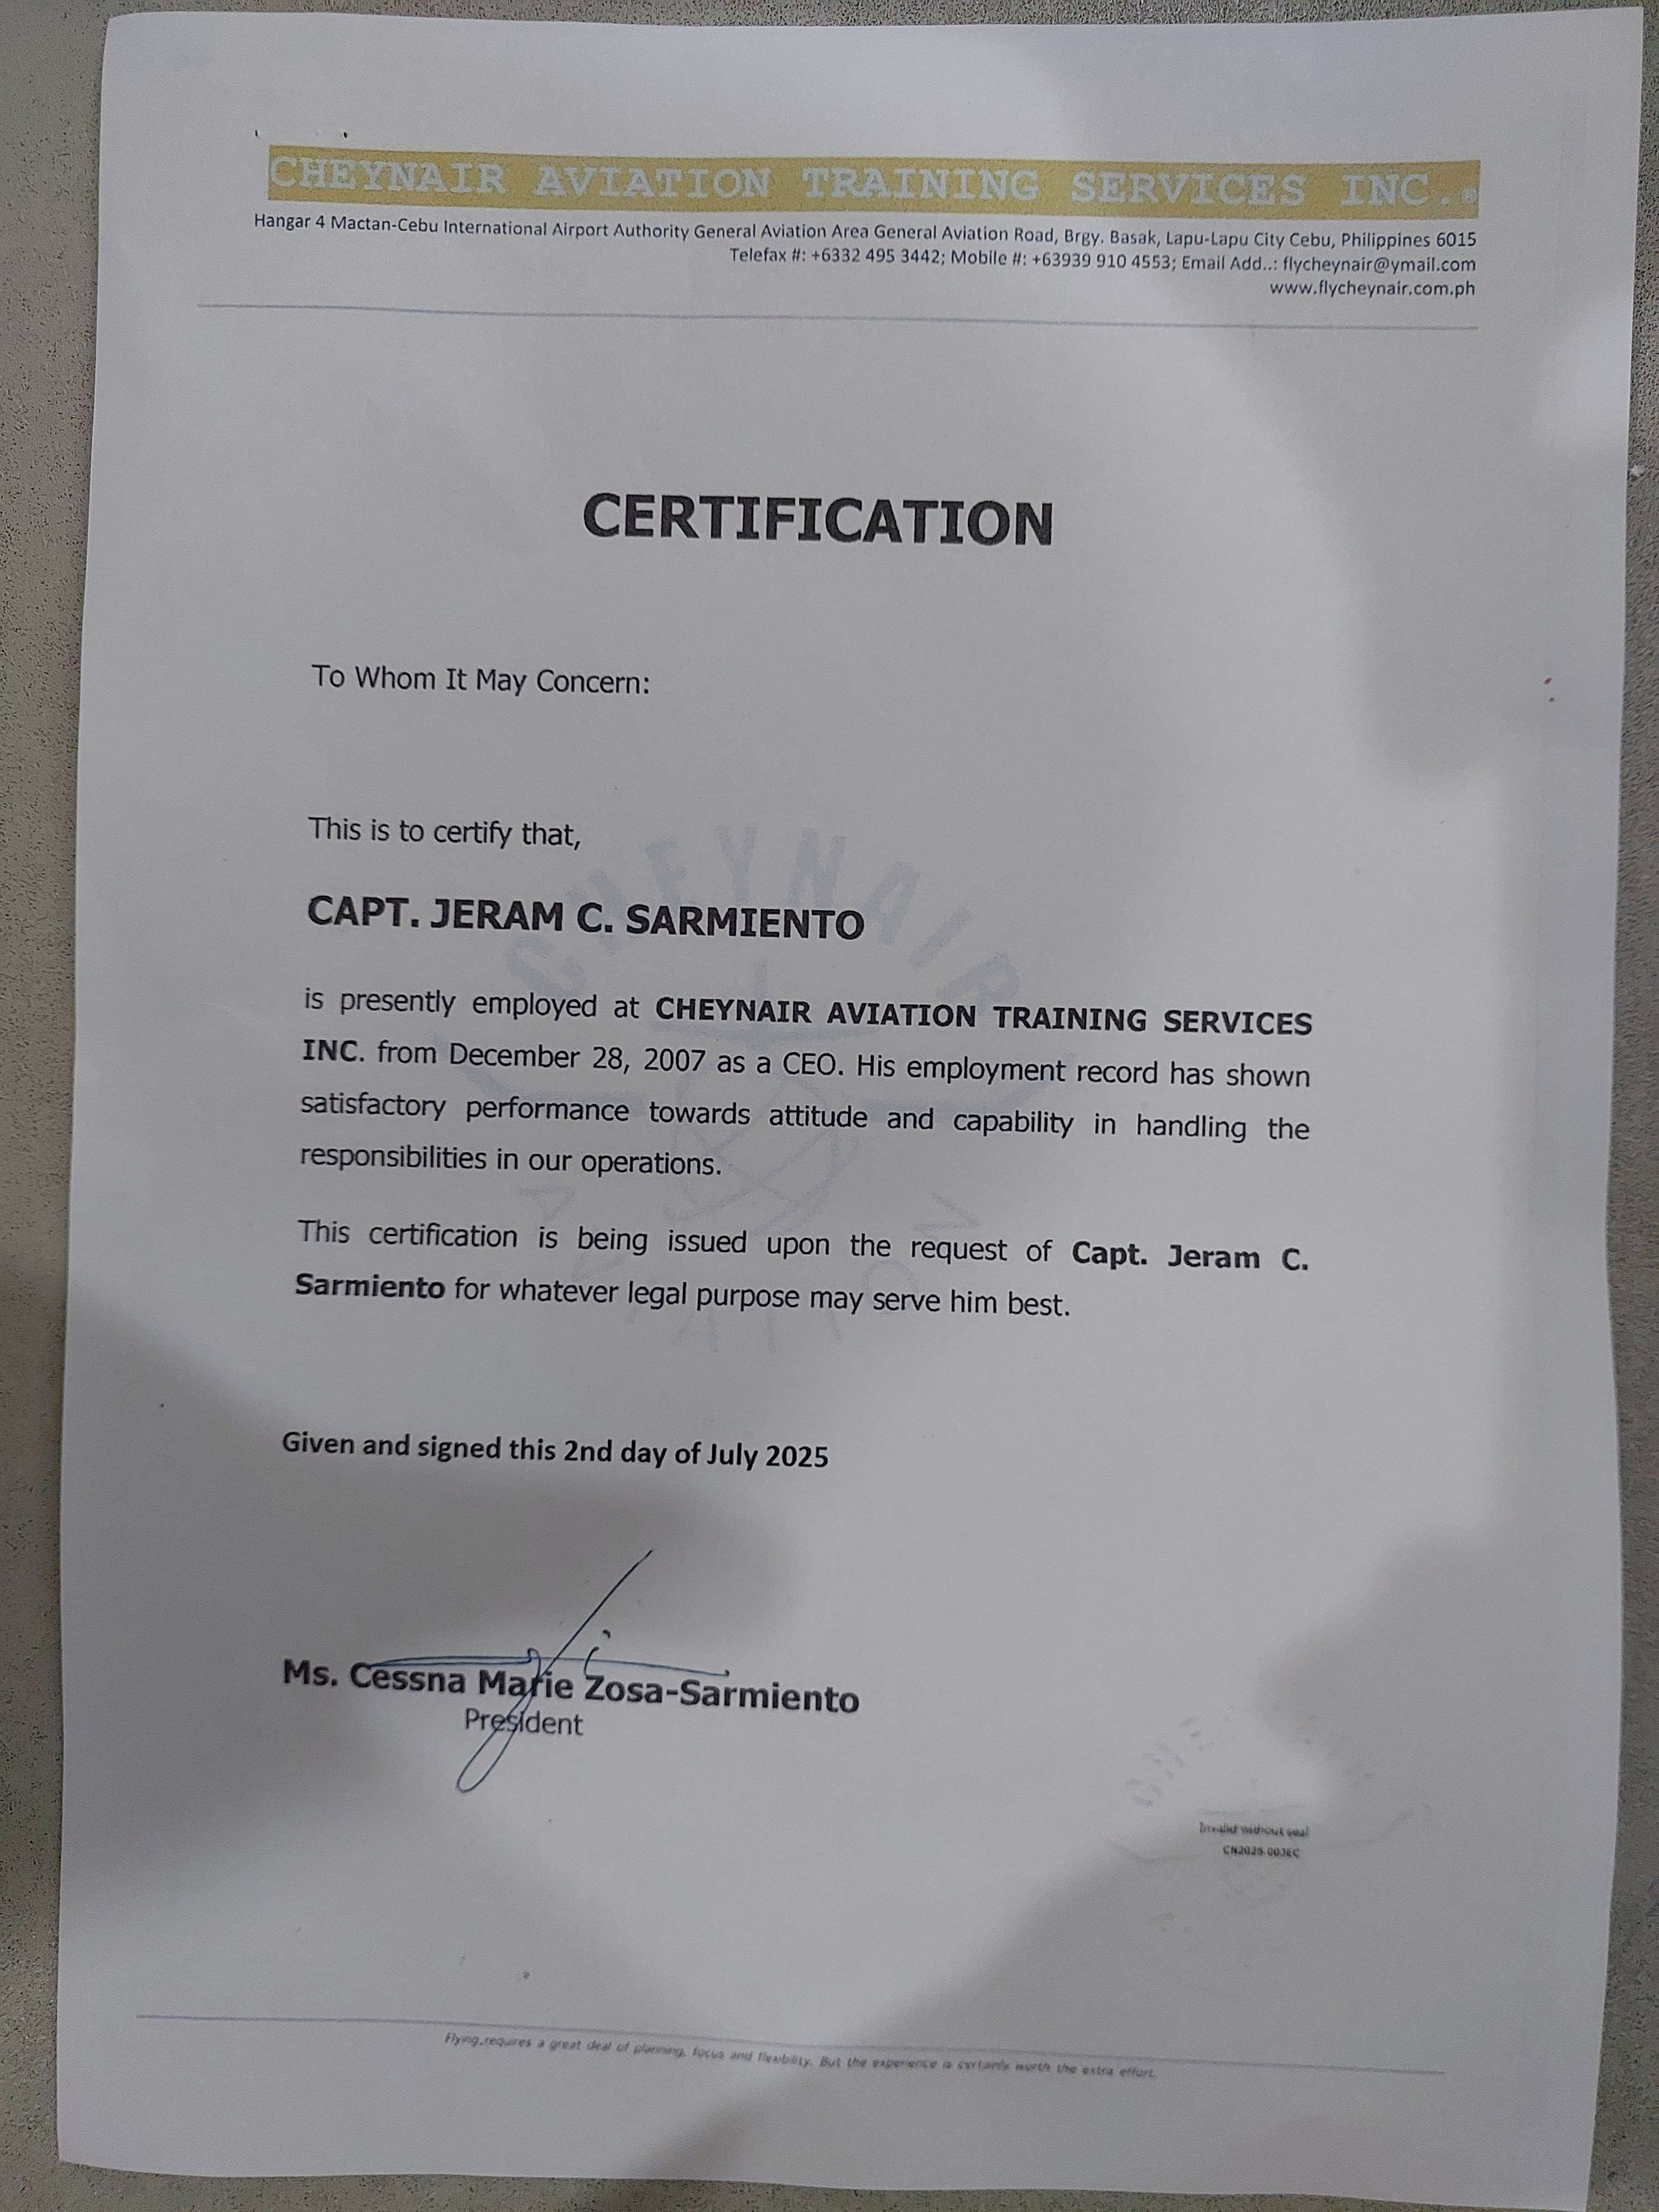 CHEYNAIR AVIATION TRAINING SERVICES INC.®
Hangar 4 Mactan-Cebu International Airport Authority General Aviation Area General Aviation Road, Brgy. Basak, Lapu-Lapu City Cebu, Philippines 6015
Telefax #: +6332 495 3442; Mobile #: +63939 910 4553; Email Add..: flycheynair@ymail.com
www.flycheynair.com.ph
CERTIFICATION
To Whom It May Concern:
This is to certify that,
CHEYNAIR
CAPT. JERAM C. SARMIENTO
is presently employed at CHEYNAIR AVIATION TRAINING SERVICES
INC. from December 28, 2007 as a CEO. His employment record has shown
satisfactory performance towards attitude and capability in handling the
responsibilities in our operations.
This certification is being issued upon the request of Capt. Jeram C.
Sarmiento for whatever legal purpose may serve him best.
AVIATION
Given and signed this 2nd day of July 2025
Ms. Cessna Marie Zosa-Sarmiento
President
Invalid without seal
Flying requires a great deal of planning, focus and flexibility. But the experience is certainly worth the extra effort.